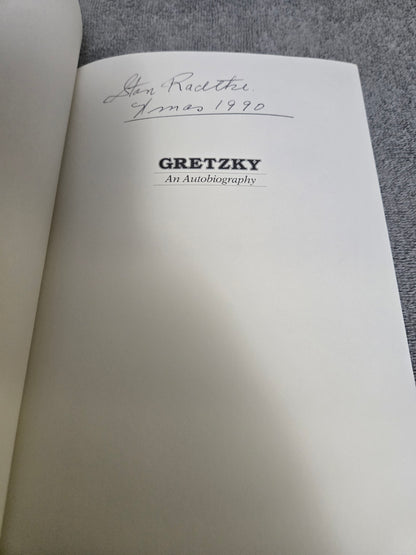 Stan Radtke.
Xmas 1990
GRETZKY
An Autobiography